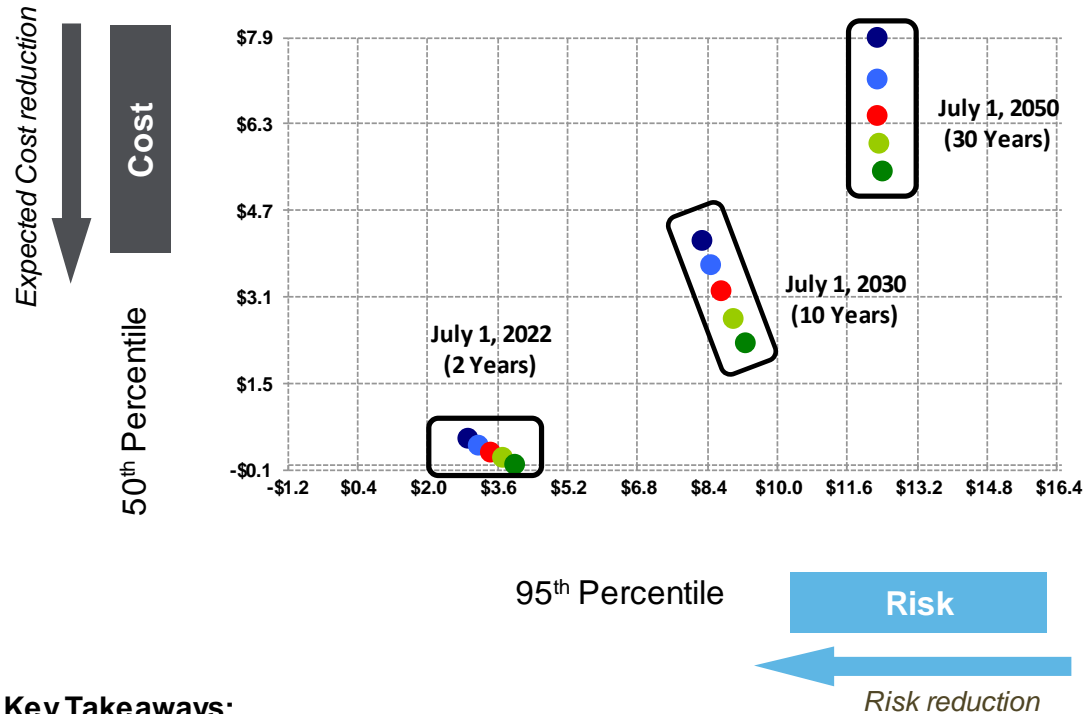 Expected Cost reduction
Cost
50th Percentile
$7.9
$6.3
$4.7
$3.1
$1.5
-$0.1
July 1, 2050
(30 Years)
July 1, 2030
(10 Years)
July 1, 2022
(2 Years)
-$1.2 $0.4 $2.0 $3.6 $5.2 $6.8 $8.4 $10.0 $11.6 $13.2 $14.8 $16.4
95th Percentile
Risk
Risk reduction
Key Takeaways: